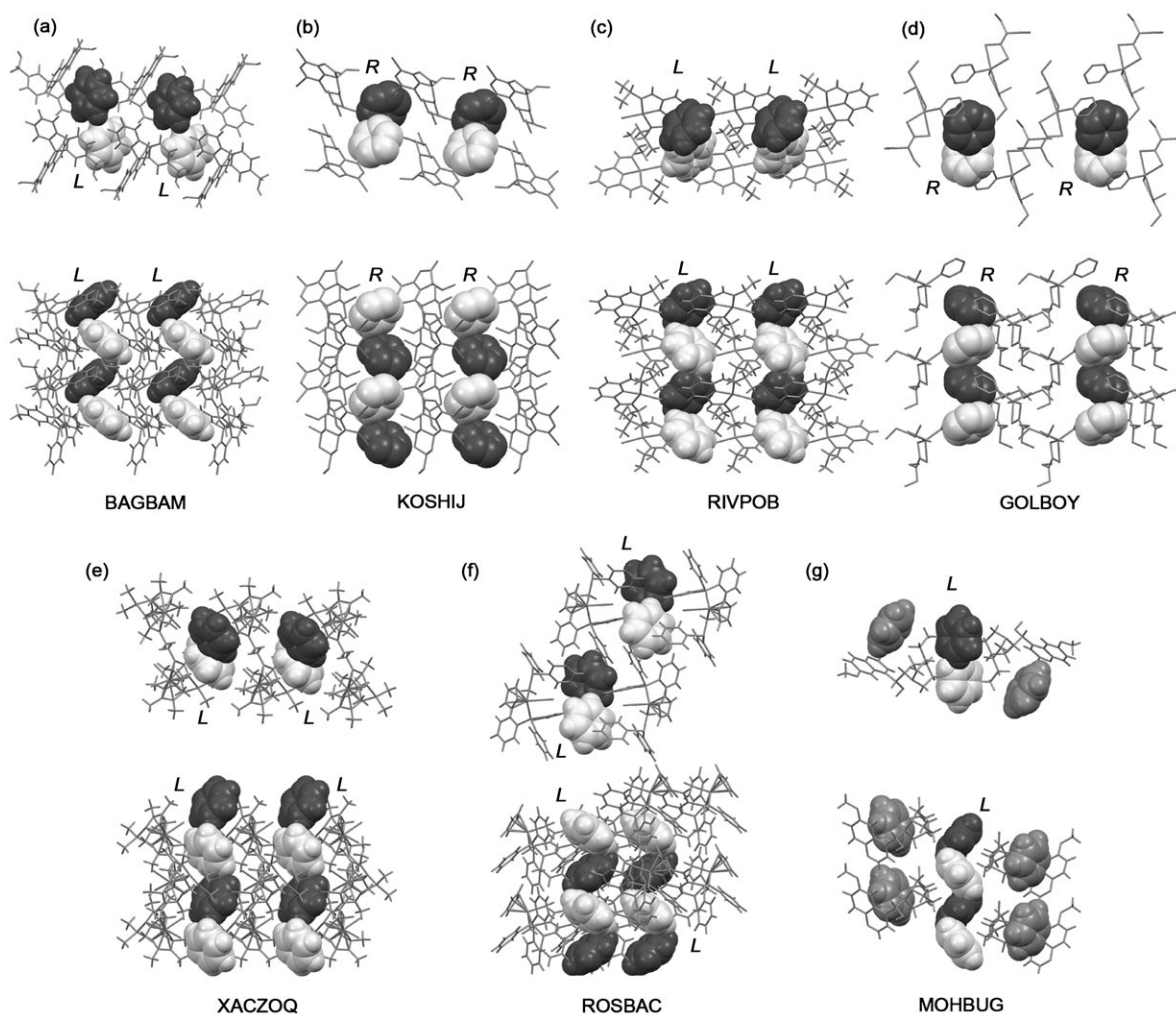 (a)
(b)
(c)
(d)
R R
L L
L L
R R
L L
R R
L L
R R
BAGBAM
KOSHIJ
RIVPOB
GOLBOY
(e)
(f)
(g)
L
L
L L
L
L
L
L
L
XACZOQ
ROSBAC
MOHBUG